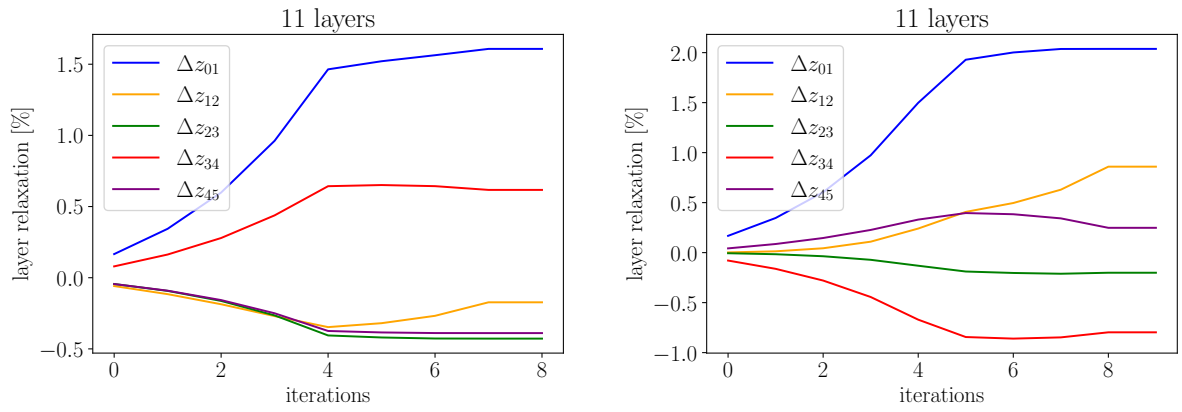 11 layers
layer relaxation [%]
1.5
1.0
0.5
0.0
−0.5
Δz₀₁
Δz₁₂
Δz₂₃
Δz₃₄
Δz₄₅
0 2 4 6 8
iterations
11 layers
layer relaxation [%]
2.0
1.5
1.0
0.5
0.0
−0.5
−1.0
Δz₀₁
Δz₁₂
Δz₂₃
Δz₃₄
Δz₄₅
0 2 4 6 8
iterations